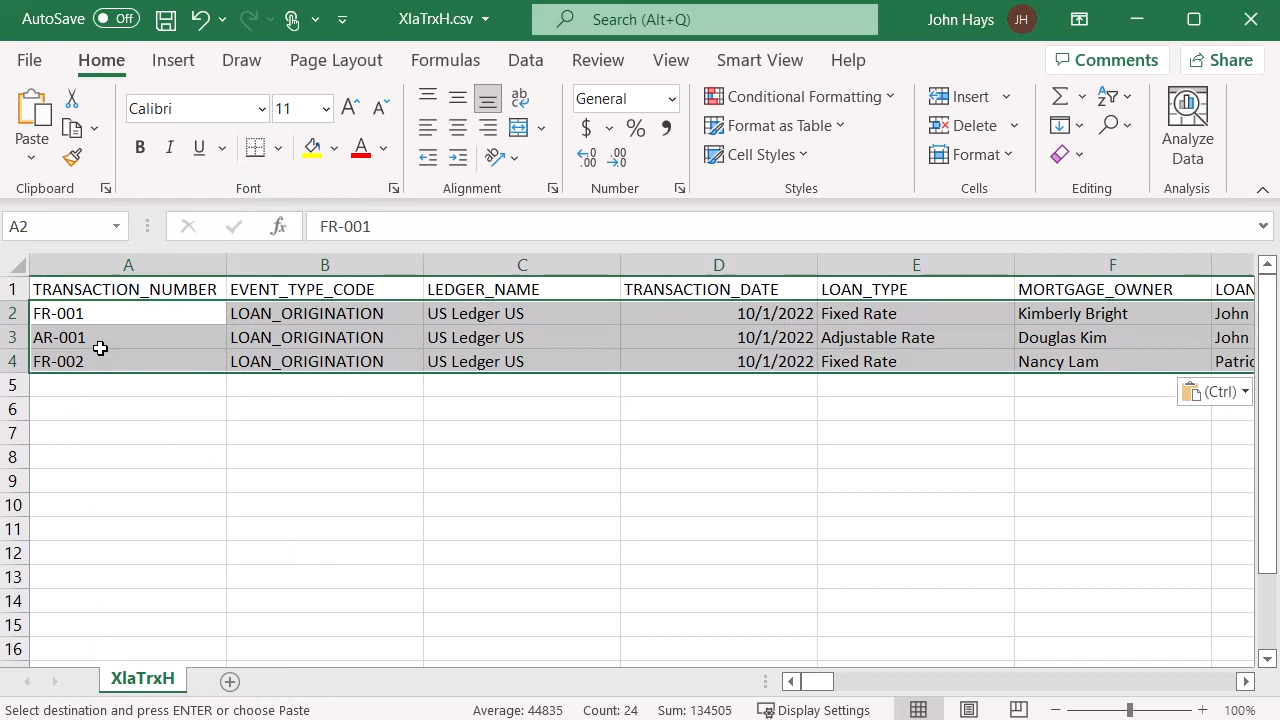 AutoSave Off XlaTrxH.csv Search (Alt+Q) John Hays JH
File Home Insert Draw Page Layout Formulas Data Review View Smart View Help Comments Share
Paste
Clipboard
Calibri 11
B I U A
Font
ab
Alignment
General
$ % 9
Number
Conditional Formatting
Format as Table
Cell Styles
Styles
Insert
Delete
Format
Cells
Editing
Analyze
Data
Analysis
A2 fx FR-001
A B C D E F
1 TRANSACTION_NUMBER EVENT_TYPE_CODE LEDGER_NAME TRANSACTION_DATE LOAN_TYPE MORTGAGE_OWNER LOAN
2 FR-001 LOAN_ORIGINATION US Ledger US 10/1/2022 Fixed Rate Kimberly Bright John
3 AR-001 LOAN_ORIGINATION US Ledger US 10/1/2022 Adjustable Rate Douglas Kim John
4 FR-002 LOAN_ORIGINATION US Ledger US 10/1/2022 Fixed Rate Nancy Lam Patric
5 (Ctrl)
6
7
8
9
10
11
12
13
14
15
16
XlaTrxH
Select destination and press ENTER or choose Paste Average: 44835 Count: 24 Sum: 134505 Display Settings 100%